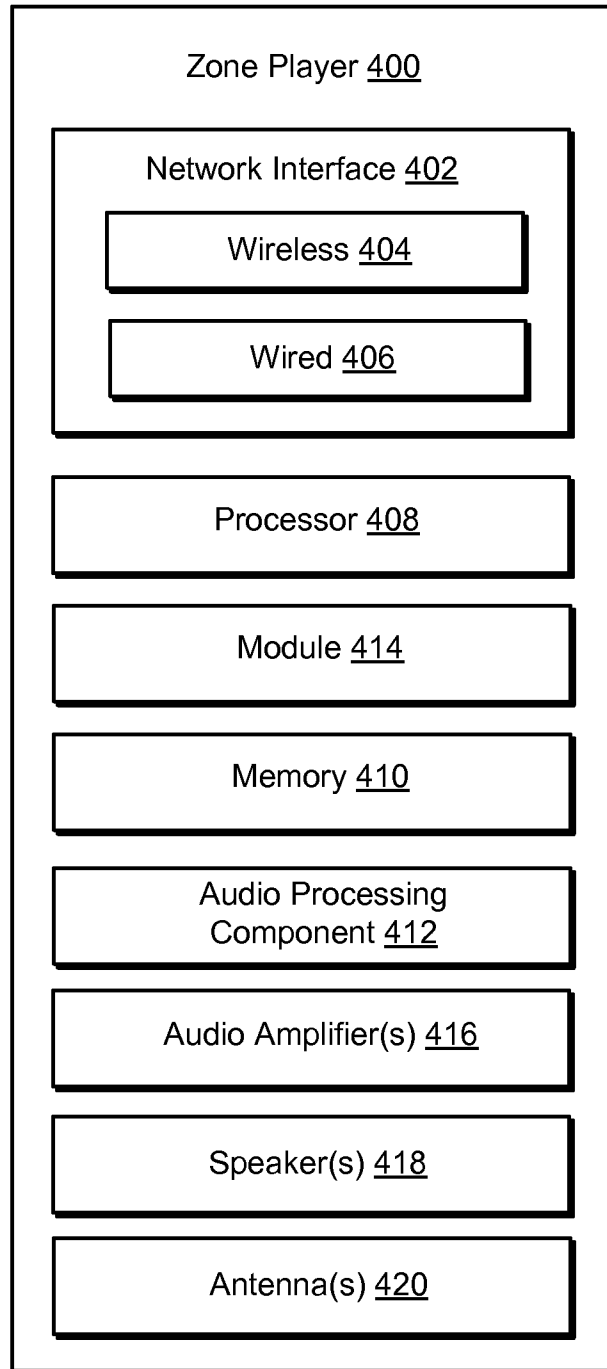 Zone Player 400
Network Interface 402
Wireless 404
Wired 406
Processor 408
Module 414
Memory 410
Audio Processing
Component 412
Audio Amplifier(s) 416
Speaker(s) 418
Antenna(s) 420